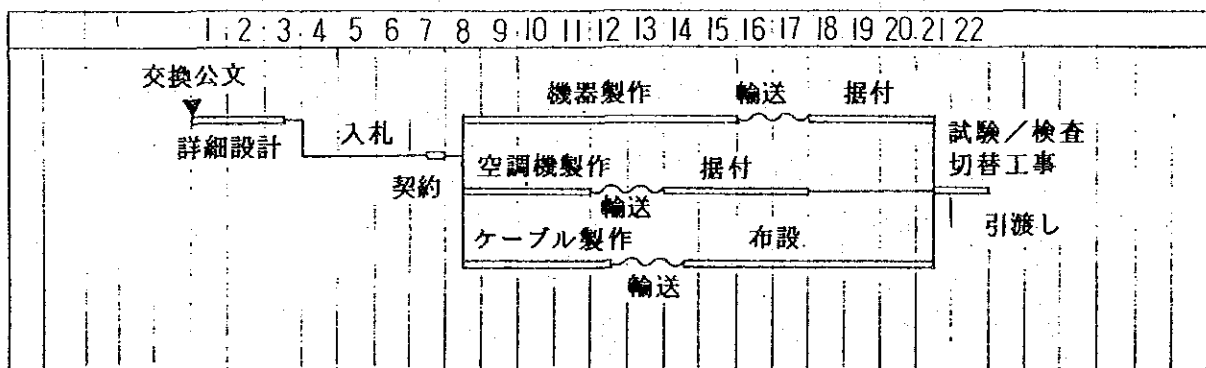 1 2 3 4 5 6 7 8 9 10 11 12 13 14 15 16 17 18 19 20 21 22
交換公文
機器製作 輸送 据付
詳細設計 入札 試験／検査
契約 空調機製作 据付 切替工事
輸送
引渡し
ケーブル製作 布設
輸送